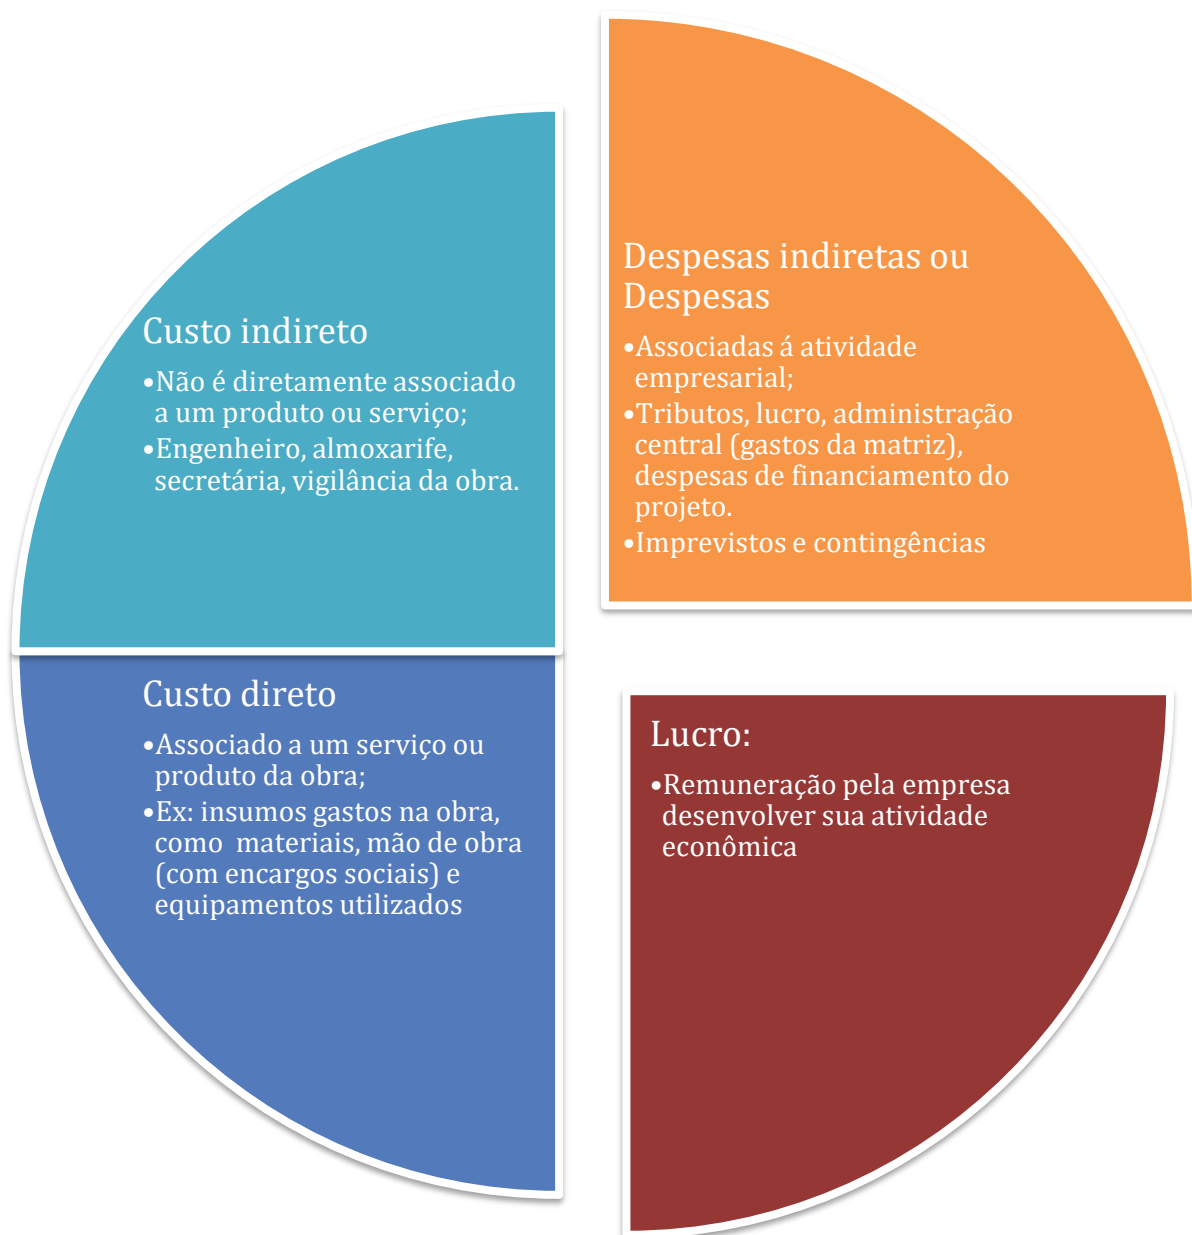 Custo indireto
•Não é diretamente associado
a um produto ou serviço;
•Engenheiro, almoxarife,
secretária, vigilância da obra.
Despesas indiretas ou
Despesas
•Associadas á atividade
empresarial;
•Tributos, lucro, administração
central (gastos da matriz),
despesas de financiamento do
projeto.
•Imprevistos e contingências
Custo direto
•Associado a um serviço ou
produto da obra;
•Ex: insumos gastos na obra,
como materiais, mão de obra
(com encargos sociais) e
equipamentos utilizados
Lucro:
•Remuneração pela empresa
desenvolver sua atividade
econômica